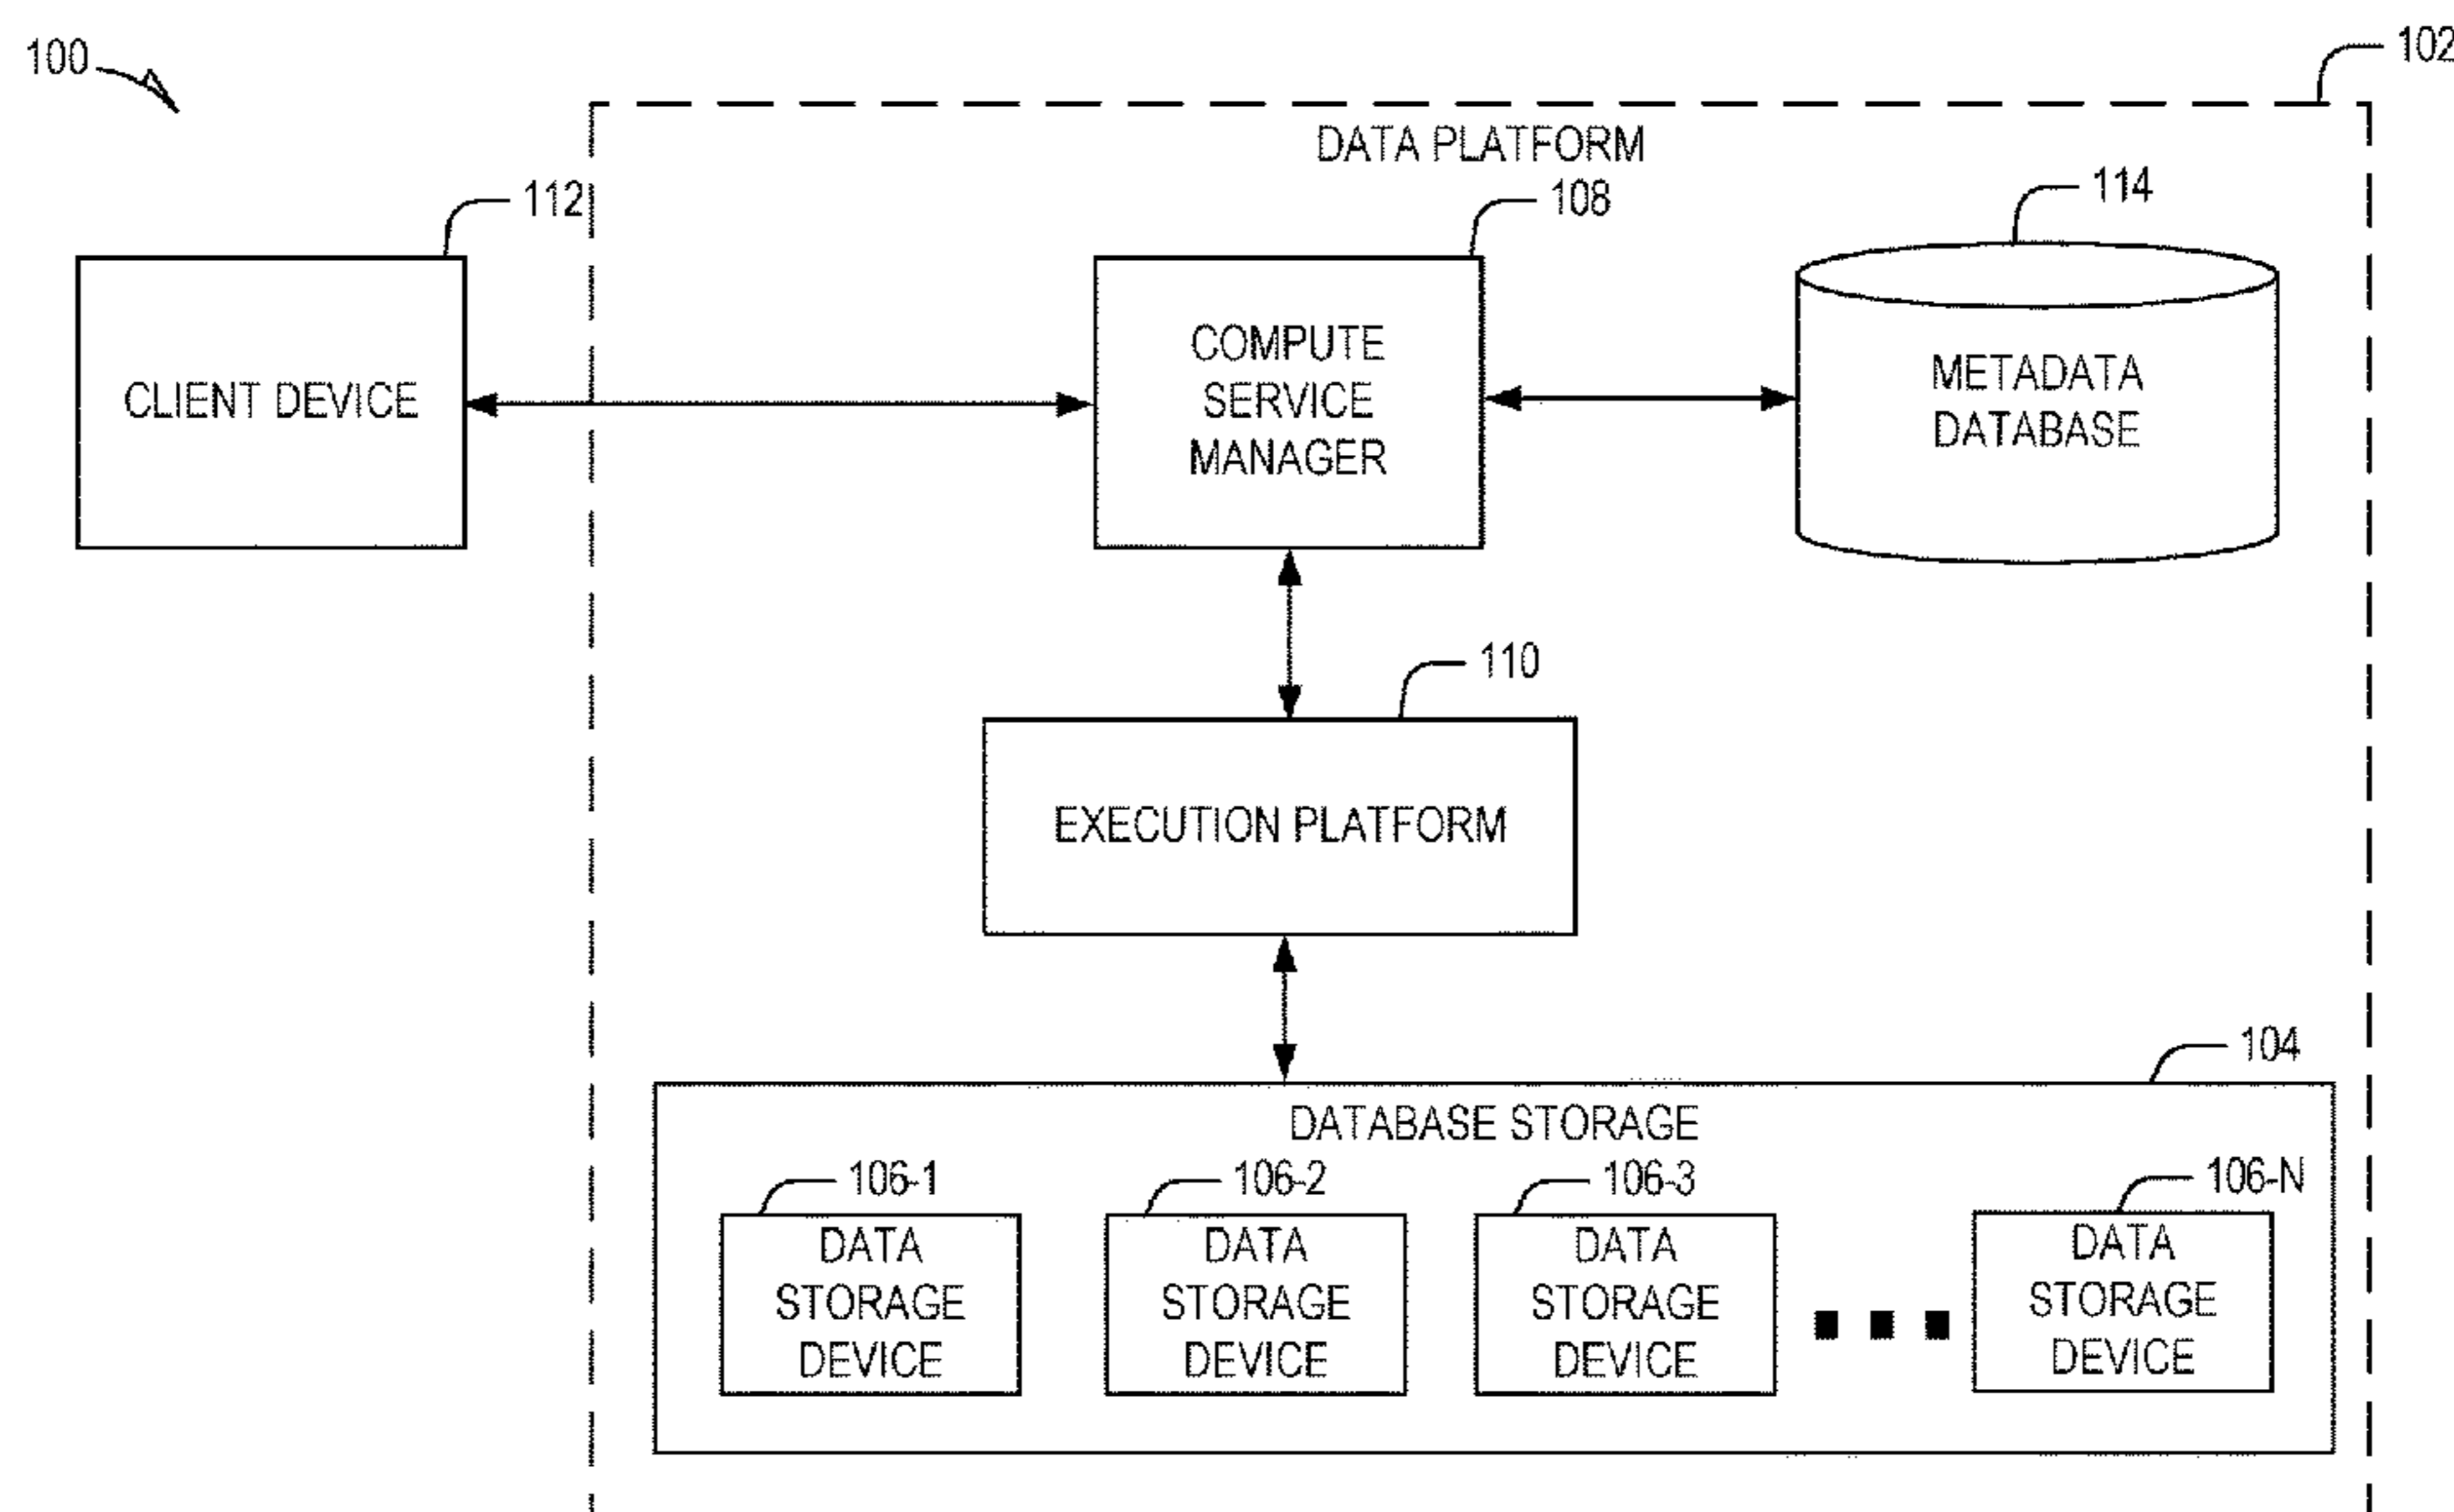 100
102
DATA PLATFORM
112
108
114
CLIENT DEVICE
COMPUTE
SERVICE
MANAGER
METADATA
DATABASE
110
EXECUTION PLATFORM
104
DATABASE STORAGE
106-1
106-2
106-3
106-N
DATA
STORAGE
DEVICE
DATA
STORAGE
DEVICE
DATA
STORAGE
DEVICE
DATA
STORAGE
DEVICE